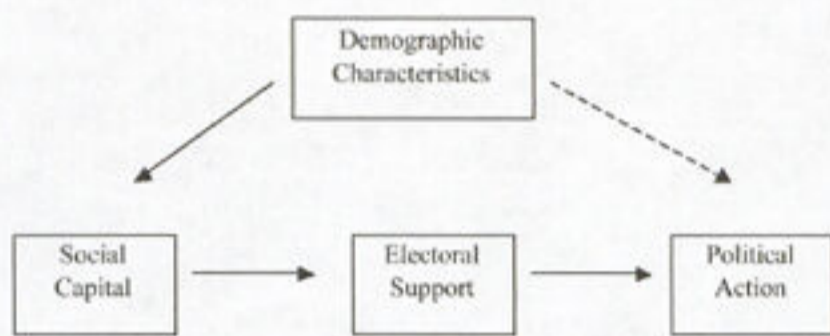 Demographic
Characteristics
Social
Capital
Electoral
Support
Political
Action